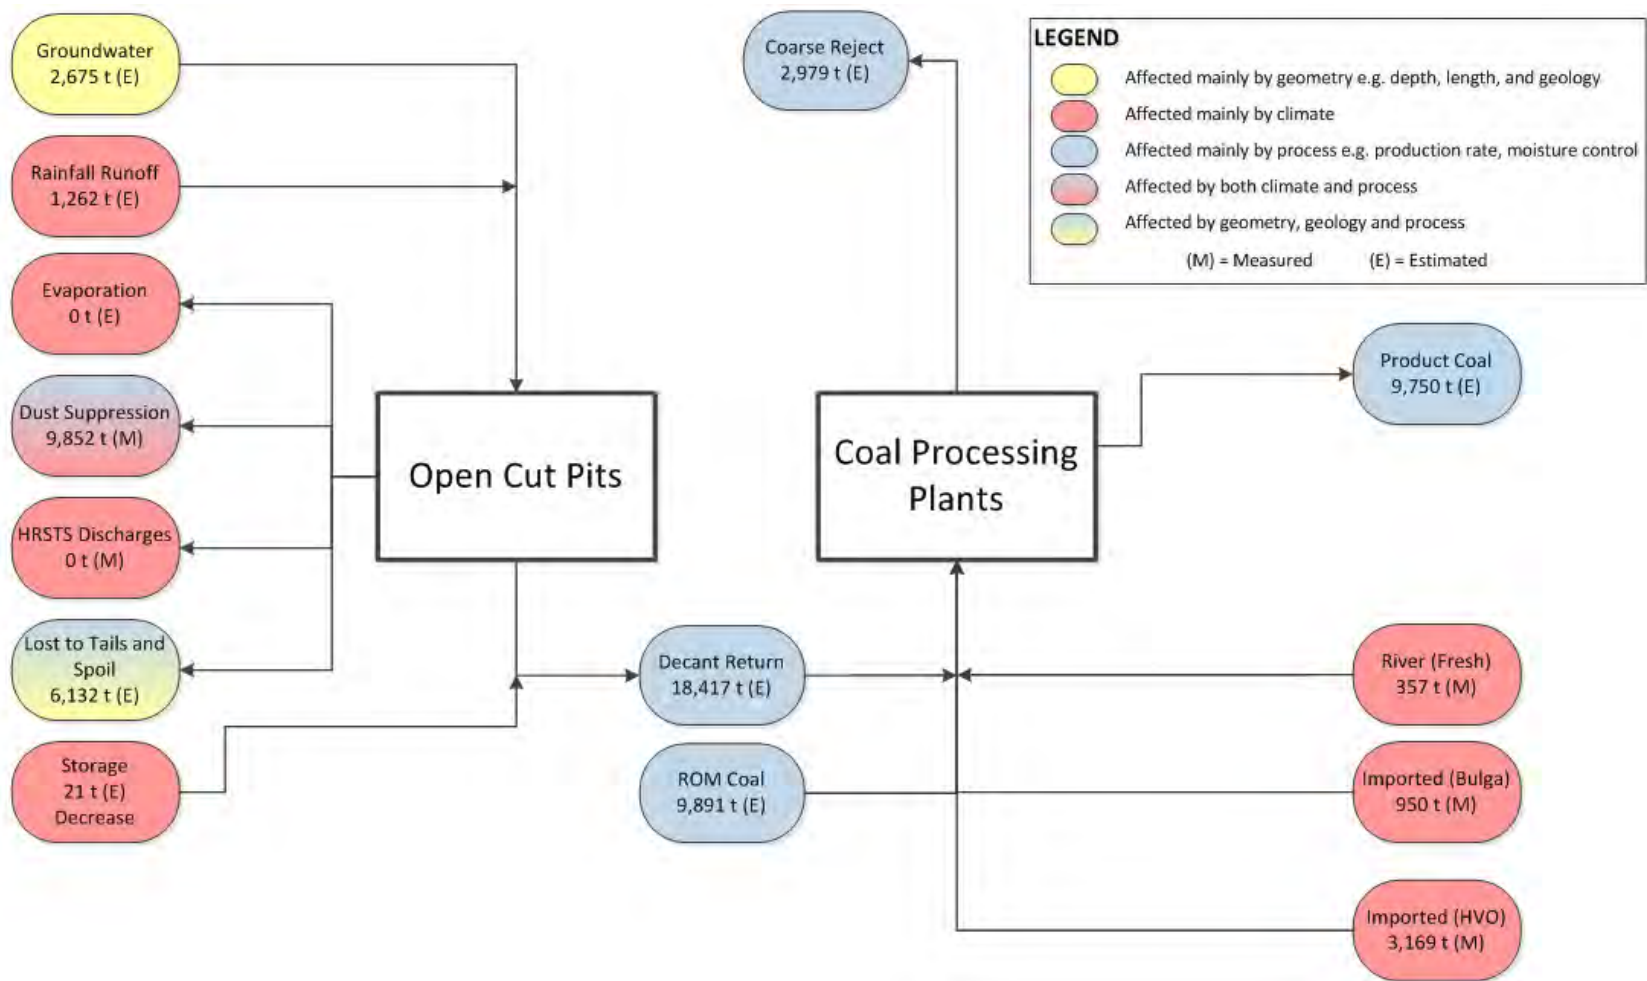 Groundwater
2,675 t (E)
Rainfall Runoff
1,262 t (E)
Evaporation
0 t (E)
Dust Suppression
9,852 t (M)
HRSTS Discharges
0 t (M)
Lost to Tails and
Spoil
6,132 t (E)
Storage
21 t (E)
Decrease
Open Cut Pits
Coarse Reject
2,979 t (E)
Coal Processing
Plants
Decant Return
18,417 t (E)
ROM Coal
9,891 t (E)
LEGEND
Affected mainly by geometry e.g. depth, length, and geology
Affected mainly by climate
Affected mainly by process e.g. production rate, moisture control
Affected by both climate and process
Affected by geometry, geology and process
(M) = Measured (E) = Estimated
Product Coal
9,750 t (E)
River (Fresh)
357 t (M)
Imported (Bulga)
950 t (M)
Imported (HVO)
3,169 t (M)